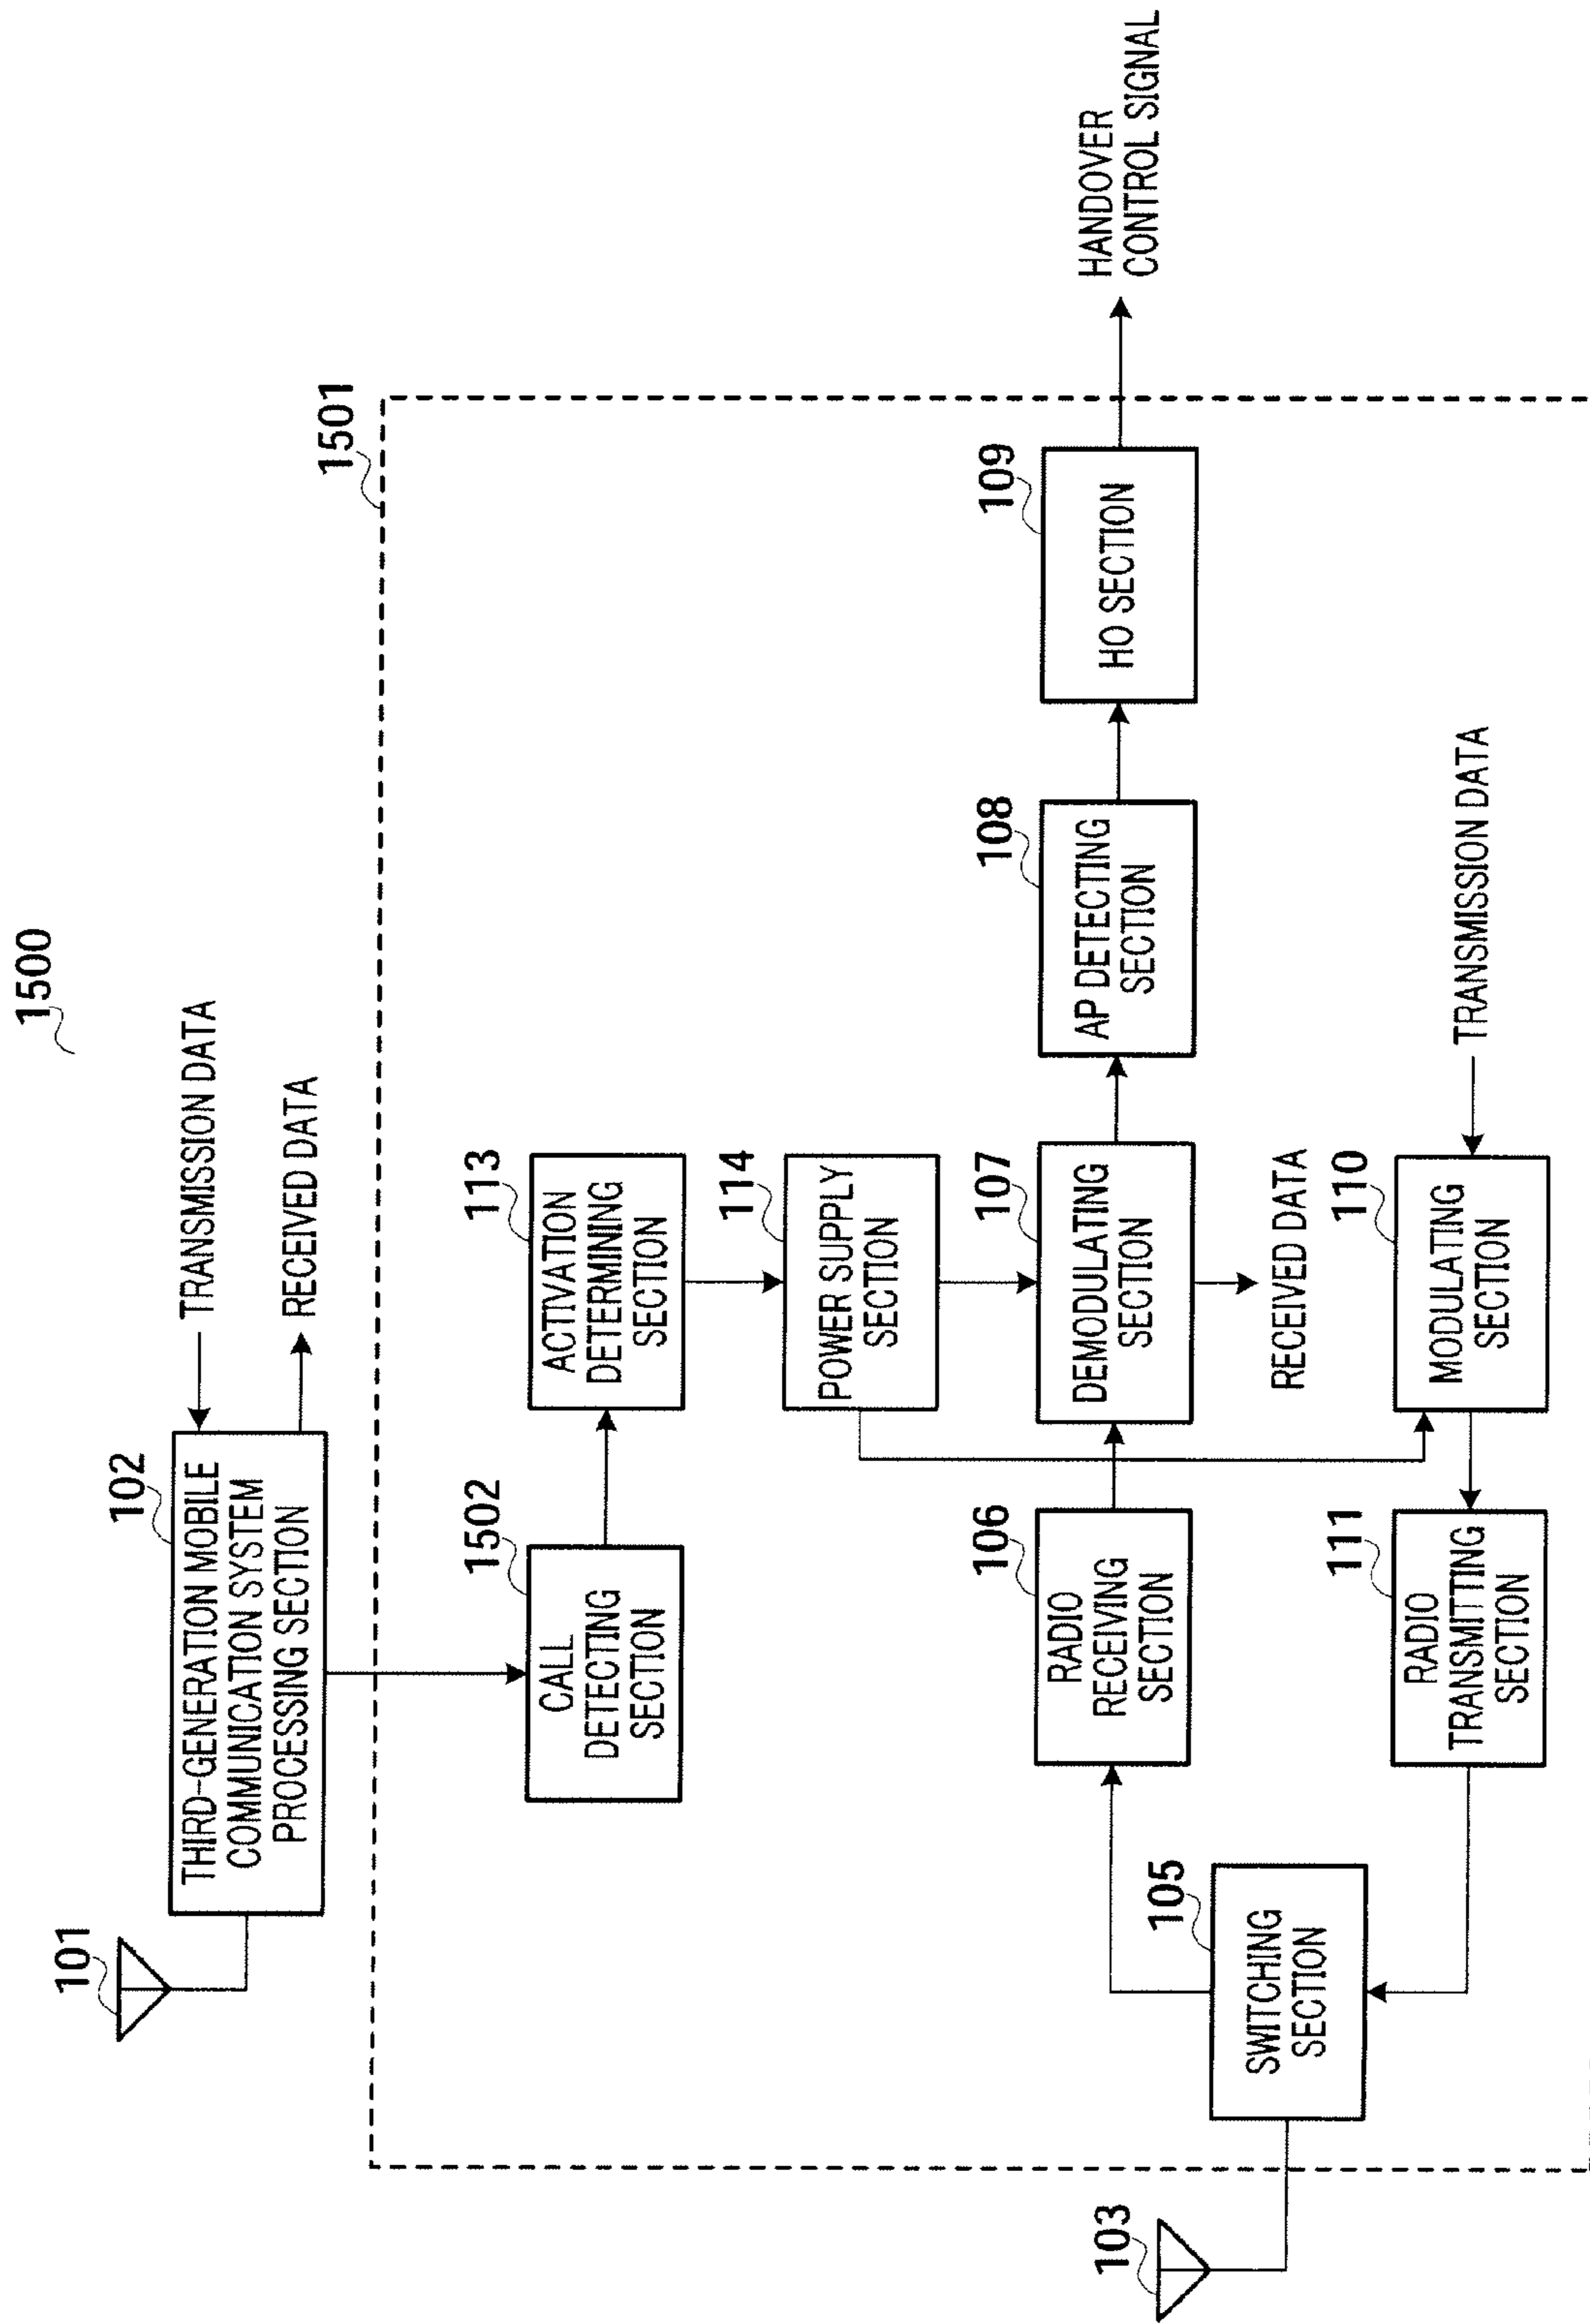 1500
101
102
THIRD-GENERATION MOBILE
COMMUNICATION SYSTEM
PROCESSING SECTION
TRANSMISSION DATA
RECEIVED DATA
1501
1502
CALL
DETECTING
SECTION
113
ACTIVATION
DETERMINING
SECTION
114
POWER SUPPLY
SECTION
103
105
SWITCHING
SECTION
106
RADIO
RECEIVING
SECTION
107
DEMODULATING
SECTION
RECEIVED DATA
108
AP DETECTING
SECTION
109
HO SECTION
HANDOVER
CONTROL SIGNAL
111
RADIO
TRANSMITTING
SECTION
110
MODULATING
SECTION
TRANSMISSION DATA